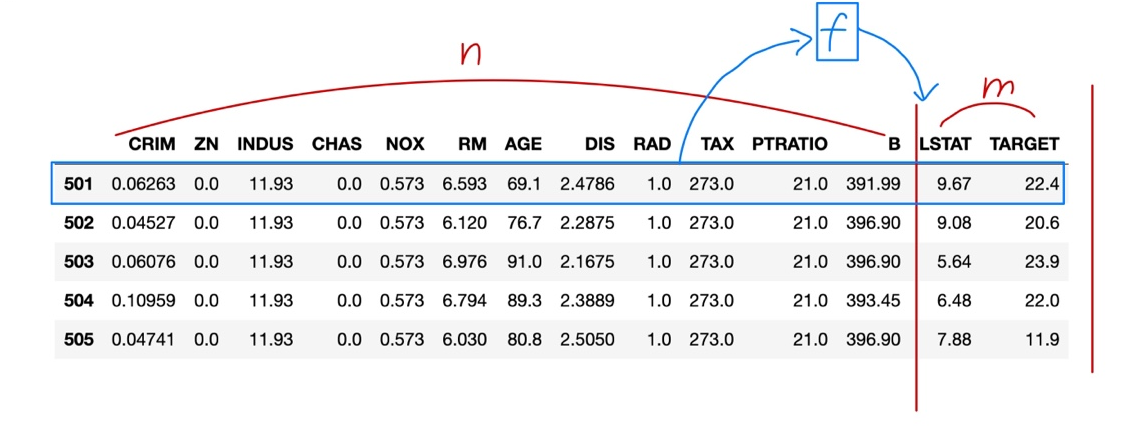 f
n
m
CRIM ZN INDUS CHAS NOX RM AGE DIS RAD TAX PTRATIO B LSTAT TARGET
501 0.06263 0.0 11.93 0.0 0.573 6.593 69.1 2.4786 1.0 273.0 21.0 391.99 9.67 22.4
502 0.04527 0.0 11.93 0.0 0.573 6.120 76.7 2.2875 1.0 273.0 21.0 396.90 9.08 20.6
503 0.06076 0.0 11.93 0.0 0.573 6.976 91.0 2.1675 1.0 273.0 21.0 396.90 5.64 23.9
504 0.10959 0.0 11.93 0.0 0.573 6.794 89.3 2.3889 1.0 273.0 21.0 393.45 6.48 22.0
505 0.04741 0.0 11.93 0.0 0.573 6.030 80.8 2.5050 1.0 273.0 21.0 396.90 7.88 11.9